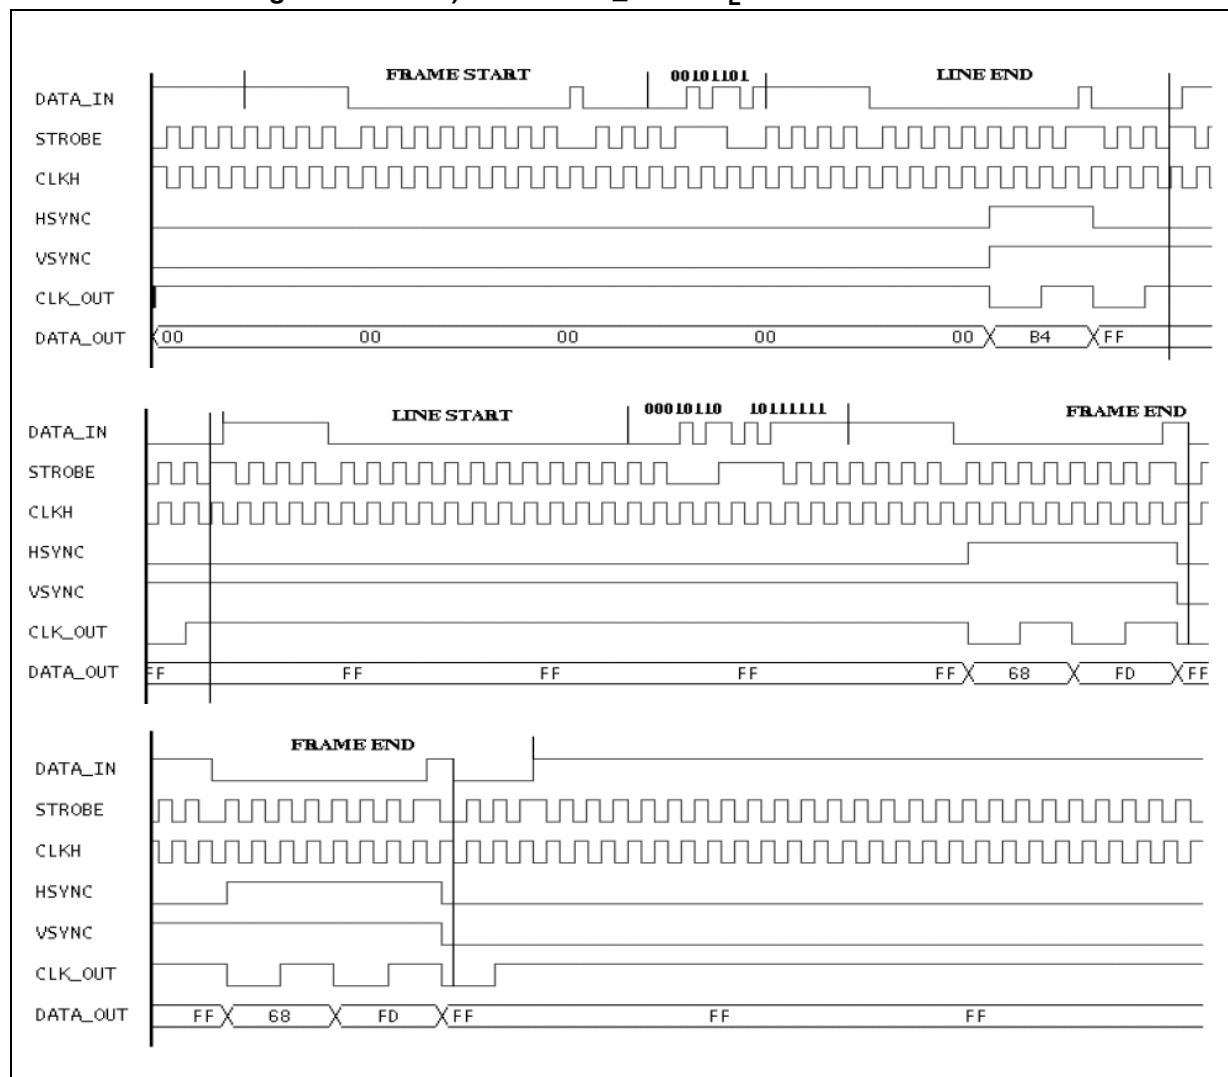 FRAME START 00101101 LINE END
DATA_IN
STROBE
CLKH
HSYNC
VSYNC
CLK_OUT
DATA_OUT 00 00 00 00 00 B4 FF
LINE START 00010110 10111111 FRAME END
DATA_IN
STROBE
CLKH
HSYNC
VSYNC
CLK_OUT
DATA_OUT FF FF FF FF FF 68 FD FF
FRAME END
DATA_IN
STROBE
CLKH
HSYNC
VSYNC
CLK_OUT
DATA_OUT FF 68 FD FF FF FF